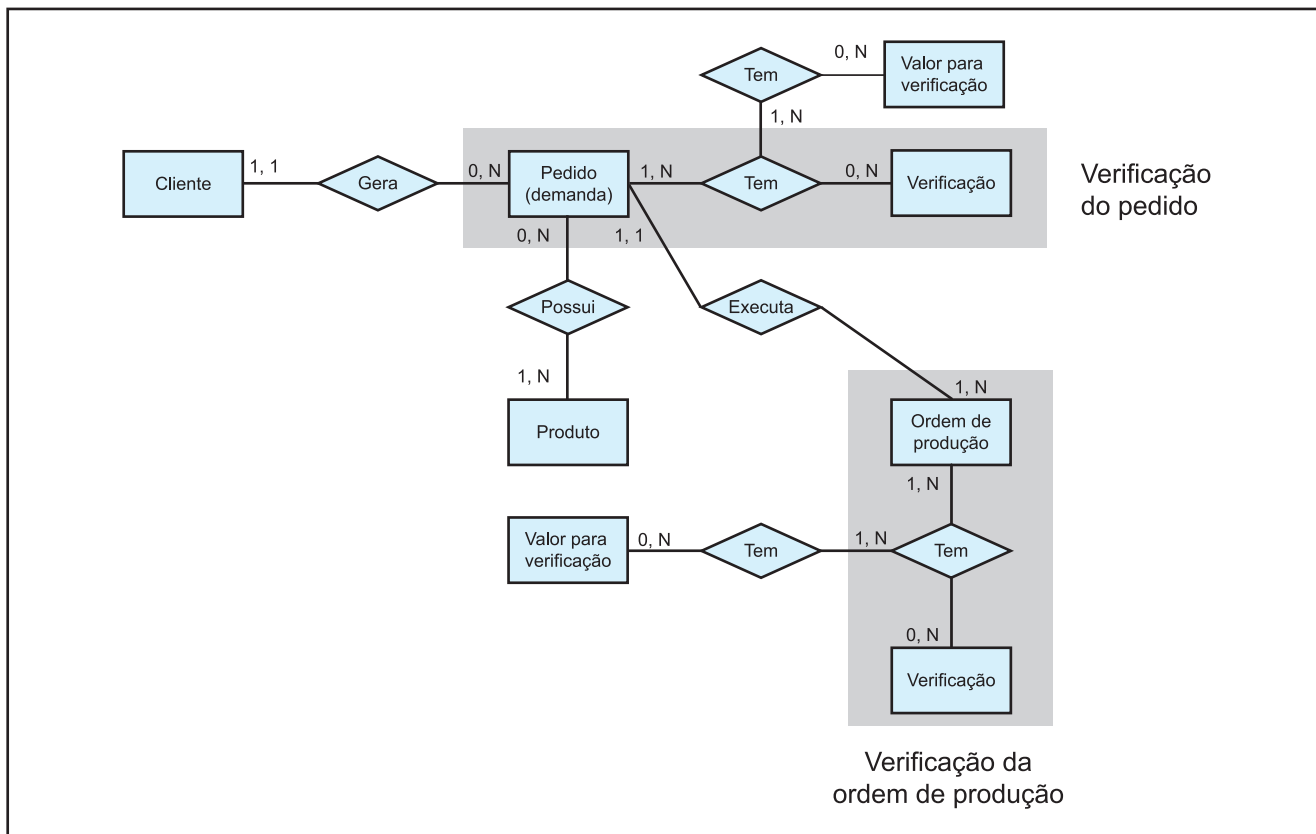 Tem
0, N
Valor para
verificação
1, N
Cliente
1, 1
Gera
0, N
Pedido
(demanda)
1, N
Tem
0, N
Verificação
Verificação
do pedido
0, N
1, 1
Possui
Executa
1, N
Produto
1, N
Ordem de
produção
1, N
Valor para
verificação
0, N
Tem
1, N
Tem
0, N
Verificação
Verificação da
ordem de produção